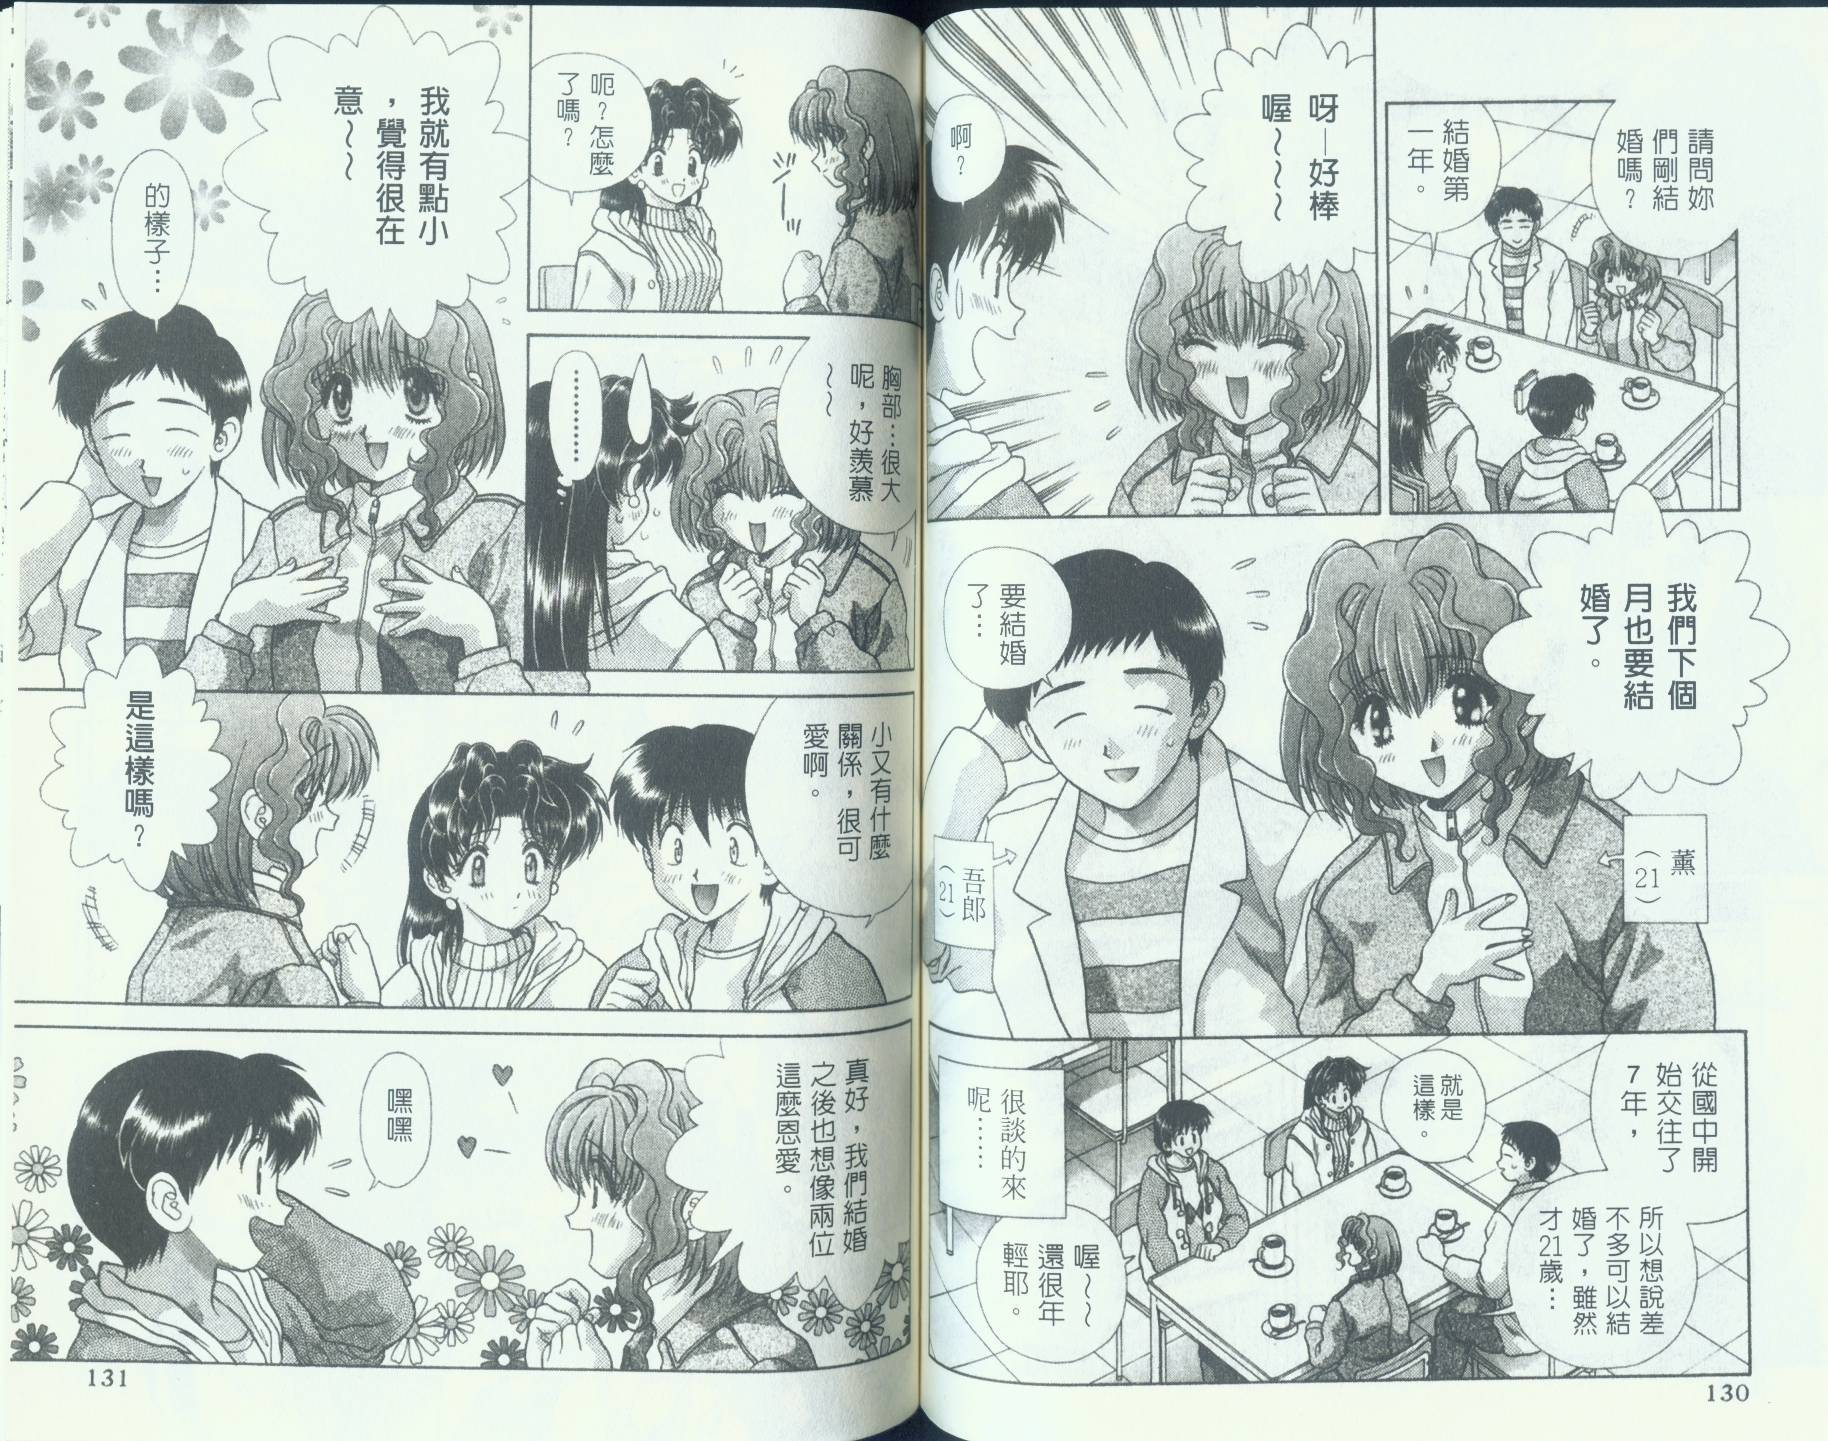 請問妳
們剛結
婚嗎？
結婚第
一年。
呀—好棒
喔～～～
啊？
我們下個
月也要結
婚了。
要結婚
了…
薰
（21）
吾郎
（21）
從國中開
始交往了
7年，
所以想說差
不多可以結
婚了，雖然
才21歲…
就是
這樣。
很談的來
呢……
喔～～
還很年
輕耶。
130
呃？怎麼
了嗎？
ジーー
胸部…很大
呢，好羨慕
～～
…………
我就有點小
，覺得很在
意～～
的樣子…
小又有什麼
關係，很可
愛啊。
是這樣嗎？
真好，我們結婚
之後也想像兩位
這麼恩愛。
嘿嘿
131